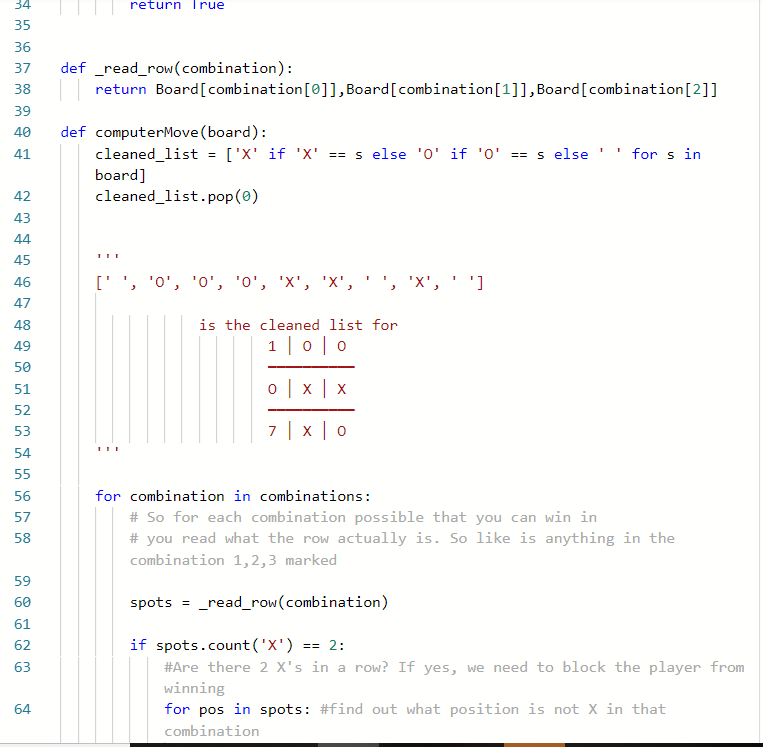 34 return True
35
36
37 def _read_row(combination):
38 return Board[combination[0]],Board[combination[1]],Board[combination[2]]
39
40 def computerMove(board):
41 cleaned_list = ['X' if 'X' == s else 'O' if 'O' == s else ' ' for s in
board]
42 cleaned_list.pop(0)
43
44
45 '''
46 [' ', 'O', 'O', 'O', 'X', 'X', ' ', 'X', ' ']
47
48 is the cleaned list for
49 1 | O | O
50 ──────────
51 O | X | X
52 ──────────
53 7 | X | O
54 '''
55
56 for combination in combinations:
57 # So for each combination possible that you can win in
58 # you read what the row actually is. So like is anything in the
combination 1,2,3 marked
59
60 spots = _read_row(combination)
61
62 if spots.count('X') == 2:
63 #Are there 2 X's in a row? If yes, we need to block the player from
winning
64 for pos in spots: #find out what position is not X in that
combination